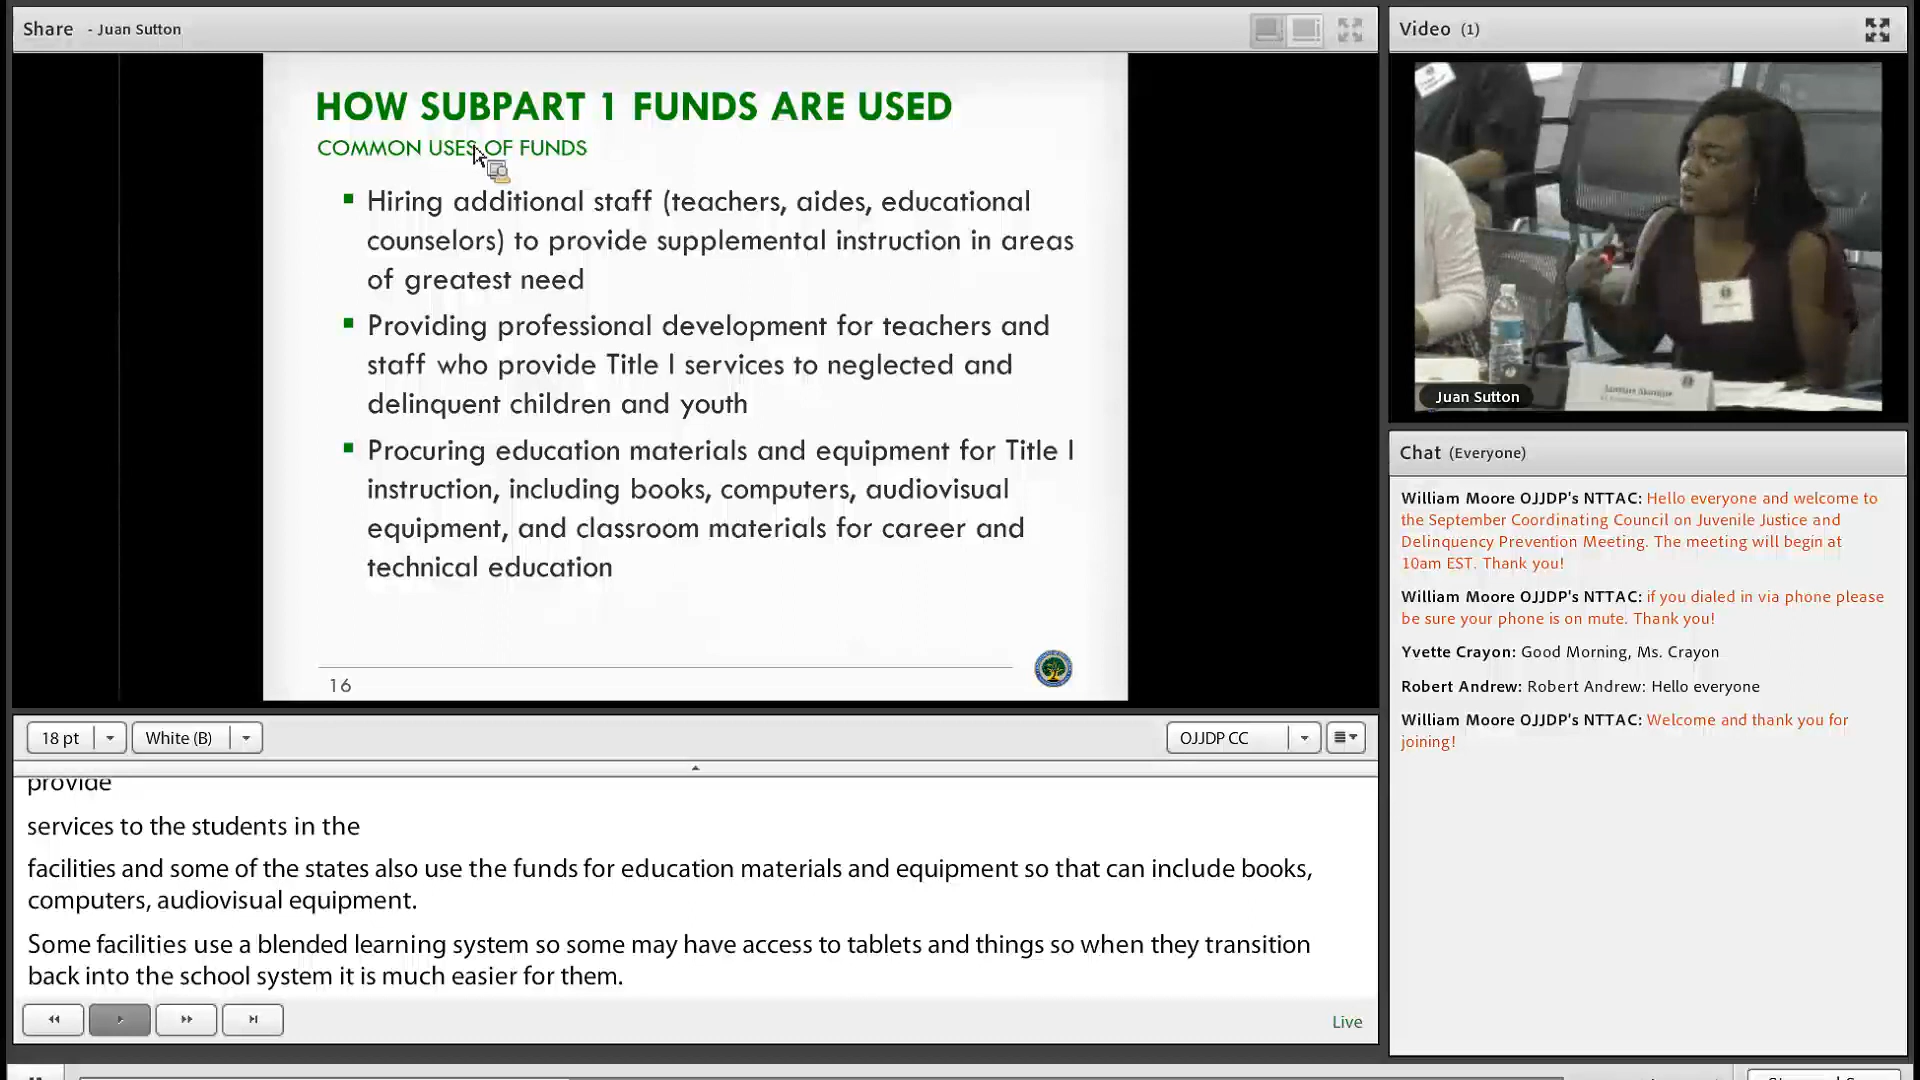 Share - Juan Sutton
HOW SUBPART 1 FUNDS ARE USED
COMMON USES OF FUNDS
Hiring additional staff (teachers, aides, educational
counselors) to provide supplemental instruction in areas
of greatest need
Providing professional development for teachers and
staff who provide Title I services to neglected and
delinquent children and youth
Procuring education materials and equipment for Title I
instruction, including books, computers, audiovisual
equipment, and classroom materials for career and
technical education
16
18 pt
White (B)
OJJDP CC
provide
services to the students in the
facilities and some of the states also use the funds for education materials and equipment so that can include books,
computers, audiovisual equipment.
Some facilities use a blended learning system so some may have access to tablets and things so when they transition
back into the school system it is much easier for them.
Live
Video (1)
Juan Sutton
Chat (Everyone)
William Moore OJJDP's NTTAC: Hello everyone and welcome to
the September Coordinating Council on Juvenile Justice and
Delinquency Prevention Meeting. The meeting will begin at
10am EST. Thank you!
William Moore OJJDP's NTTAC: if you dialed in via phone please
be sure your phone is on mute. Thank you!
Yvette Crayon: Good Morning, Ms. Crayon
Robert Andrew: Robert Andrew: Hello everyone
William Moore OJJDP's NTTAC: Welcome and thank you for
joining!